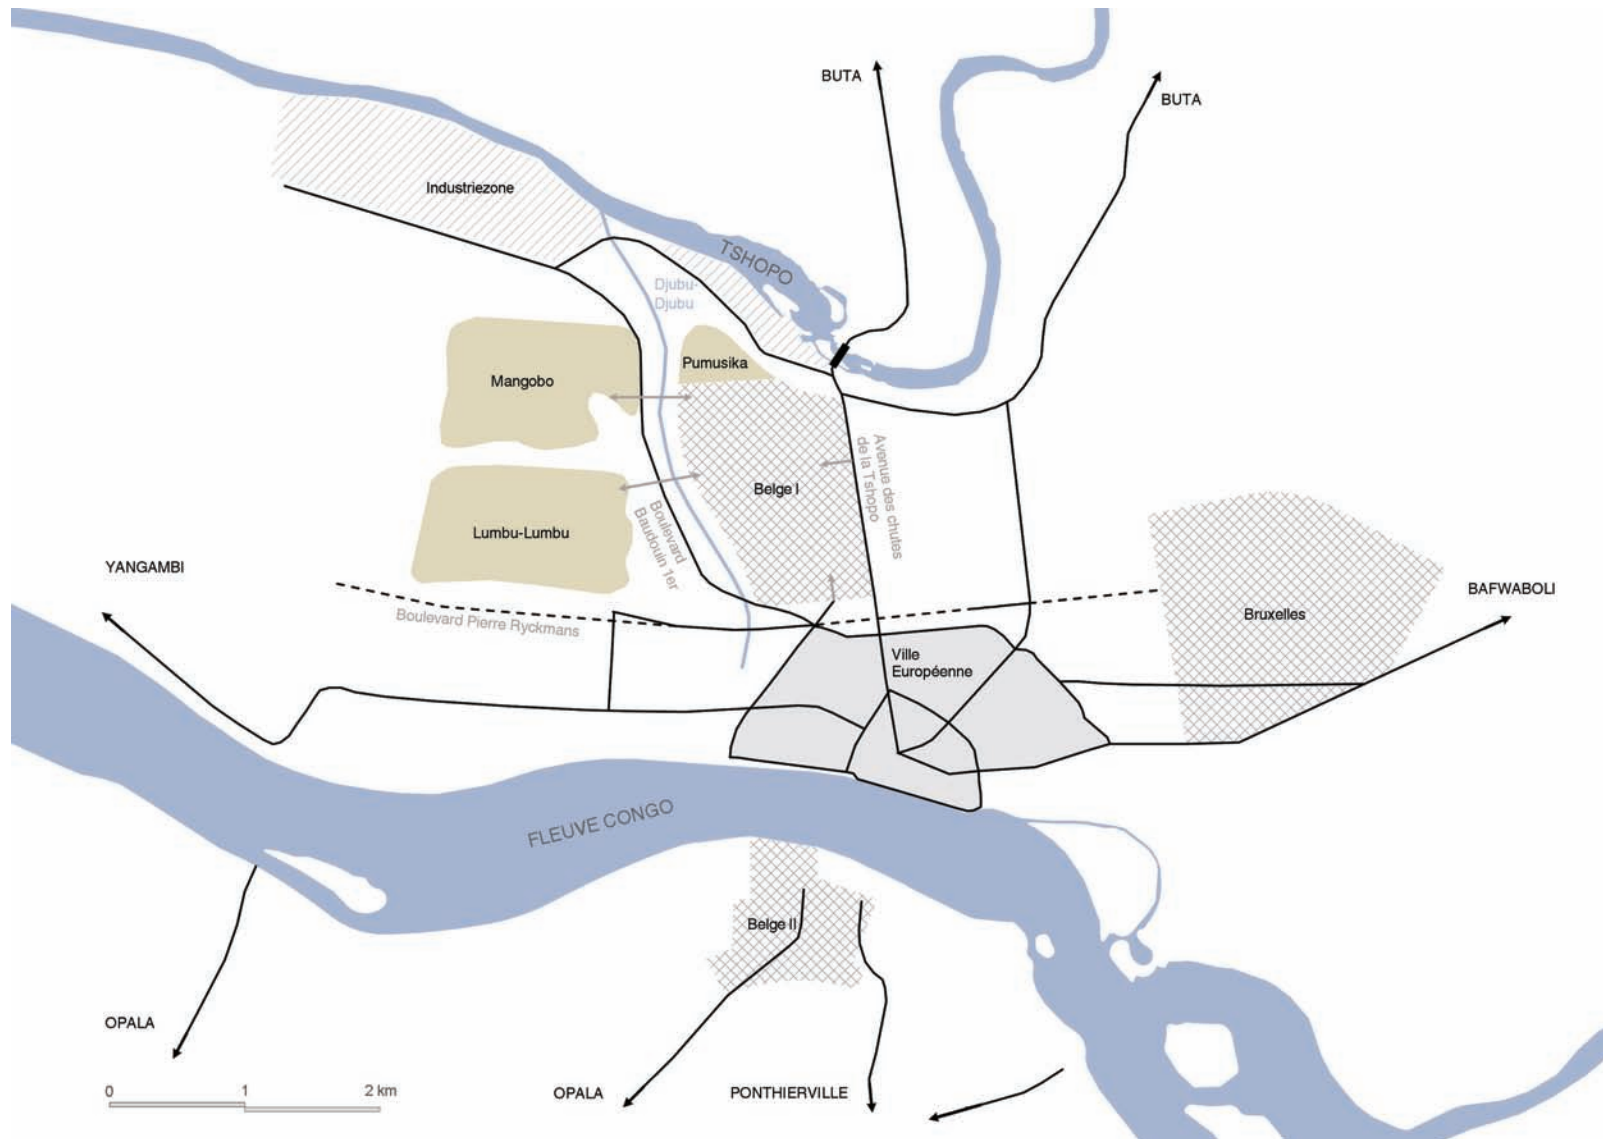 BUTA
BUTA
Industriezone
TSHOPO
Djubu-
Djubu
Pumusika
Mangobo
Avenue des chutes
de la Tshopo
Belge I
Boulevard
Baudouin 1er
Lumbu-Lumbu
YANGAMBI
BAFWABOLI
Boulevard Pierre Ryckmans
Bruxelles
Ville
Européenne
FLEUVE CONGO
Belge II
OPALA
0 1 2 km
OPALA
PONTHIERVILLE